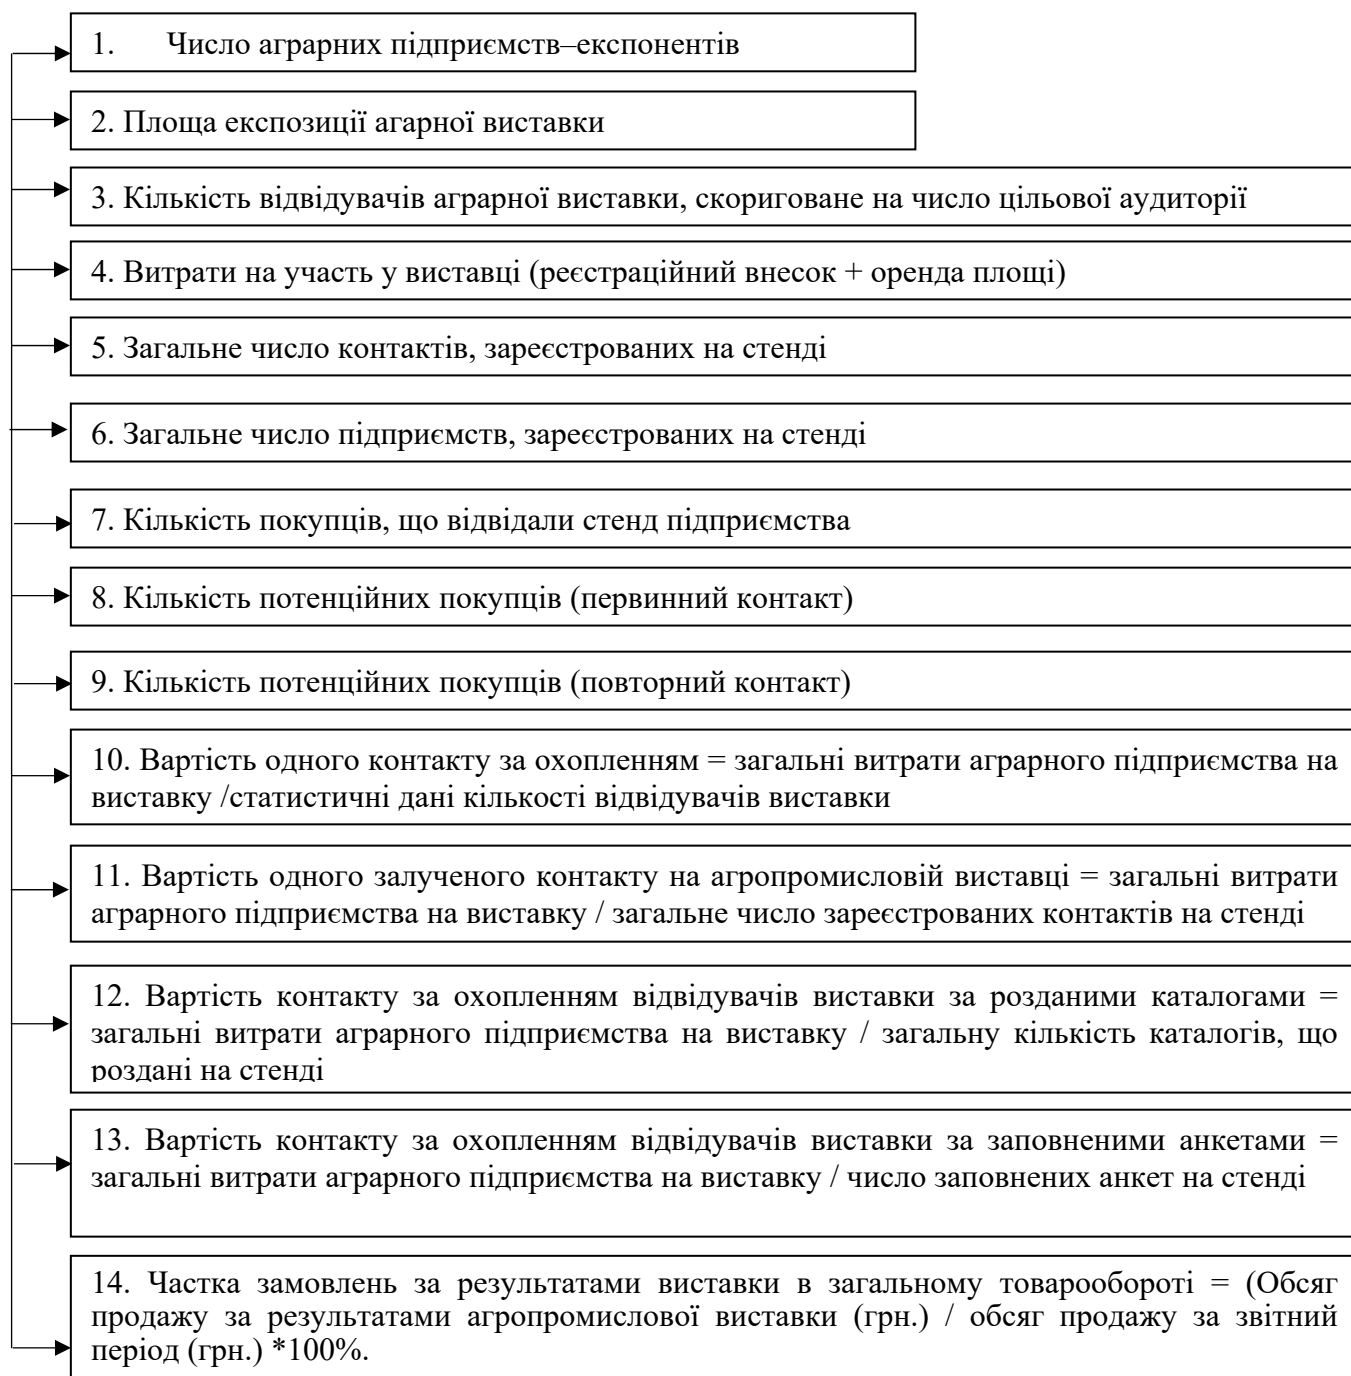 1. Число аграрних підприємств–експонентів
2. Площа експозиції агарної виставки
3. Кількість відвідувачів аграрної виставки, скориговане на число цільової аудиторії
4. Витрати на участь у виставці (реєстраційний внесок + оренда площі)
5. Загальне число контактів, зареєстрованих на стенді
6. Загальне число підприємств, зареєстрованих на стенді
7. Кількість покупців, що відвідали стенд підприємства
8. Кількість потенційних покупців (первинний контакт)
9. Кількість потенційних покупців (повторний контакт)
10. Вартість одного контакту за охопленням = загальні витрати аграрного підприємства на
виставку /статистичні дані кількості відвідувачів виставки
11. Вартість одного залученого контакту на агропромисловій виставці = загальні витрати
аграрного підприємства на виставку / загальне число зареєстрованих контактів на стенді
12. Вартість контакту за охопленням відвідувачів виставки за розданими каталогами =
загальні витрати аграрного підприємства на виставку / загальну кількість каталогів, що
роздані на стенді
13. Вартість контакту за охопленням відвідувачів виставки за заповненими анкетами =
загальні витрати аграрного підприємства на виставку / число заповнених анкет на стенді
14. Частка замовлень за результатами виставки в загальному товарообороті = (Обсяг
продажу за результатами агропромислової виставки (грн.) / обсяг продажу за звітний
період (грн.) *100%.